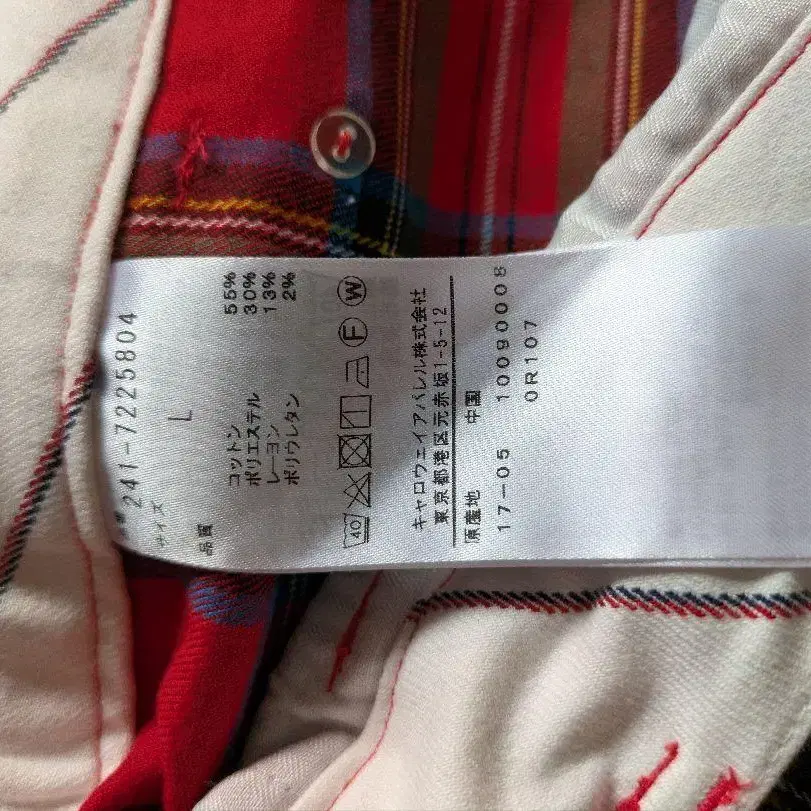 241-7225804
サイズ L
品質
コットン 55%
ポリエステル 30%
レーヨン 13%
ポリウレタン 2%
40 F W
キャロウェイアパレル株式会社
東京都港区元赤坂1-5-12
原産地 中国
17-05 10090008
0R107